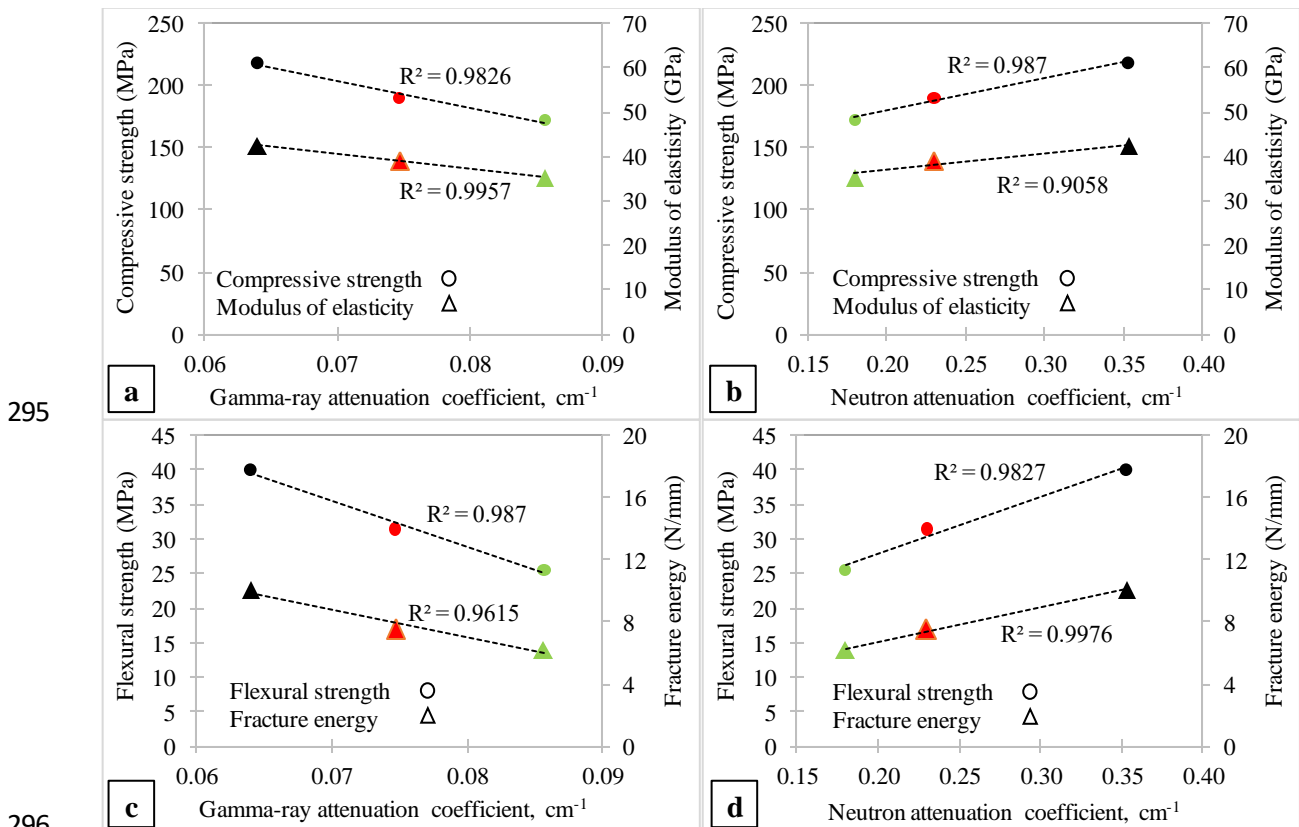 250
200
150
100
50
0
Compressive strength (MPa)
70
60
50
40
30
20
10
0
Modulus of elastisity (GPa)
R² = 0.9826
R² = 0.9957
Compressive strength
Modulus of elasticity
0.06 0.07 0.08 0.09
a
Gamma-ray attenuation coefficient, cm⁻¹
250
200
150
100
50
0
Compressive strength (MPa)
70
60
50
40
30
20
10
0
Modulus of elastisity (GPa)
R² = 0.987
R² = 0.9058
Compressive strength
Modulus of elasticity
0.15 0.20 0.25 0.30 0.35 0.40
b
Neutron attenuation coefficient, cm⁻¹
295
45
40
35
30
25
20
15
10
5
0
Flexural strength (MPa)
20
16
12
8
4
0
Fracture energy (N/mm)
R² = 0.987
R² = 0.9615
Flexural strength
Fracture energy
0.06 0.07 0.08 0.09
c
Gamma-ray attenuation coefficient, cm⁻¹
45
40
35
30
25
20
15
10
5
0
Flexural strength (MPa)
20
16
12
8
4
0
Fracture energy (N/mm)
R² = 0.9827
R² = 0.9976
Flexural strength
Fracture energy
0.15 0.20 0.25 0.30 0.35 0.40
d
Neutron attenuation coefficient, cm⁻¹
296